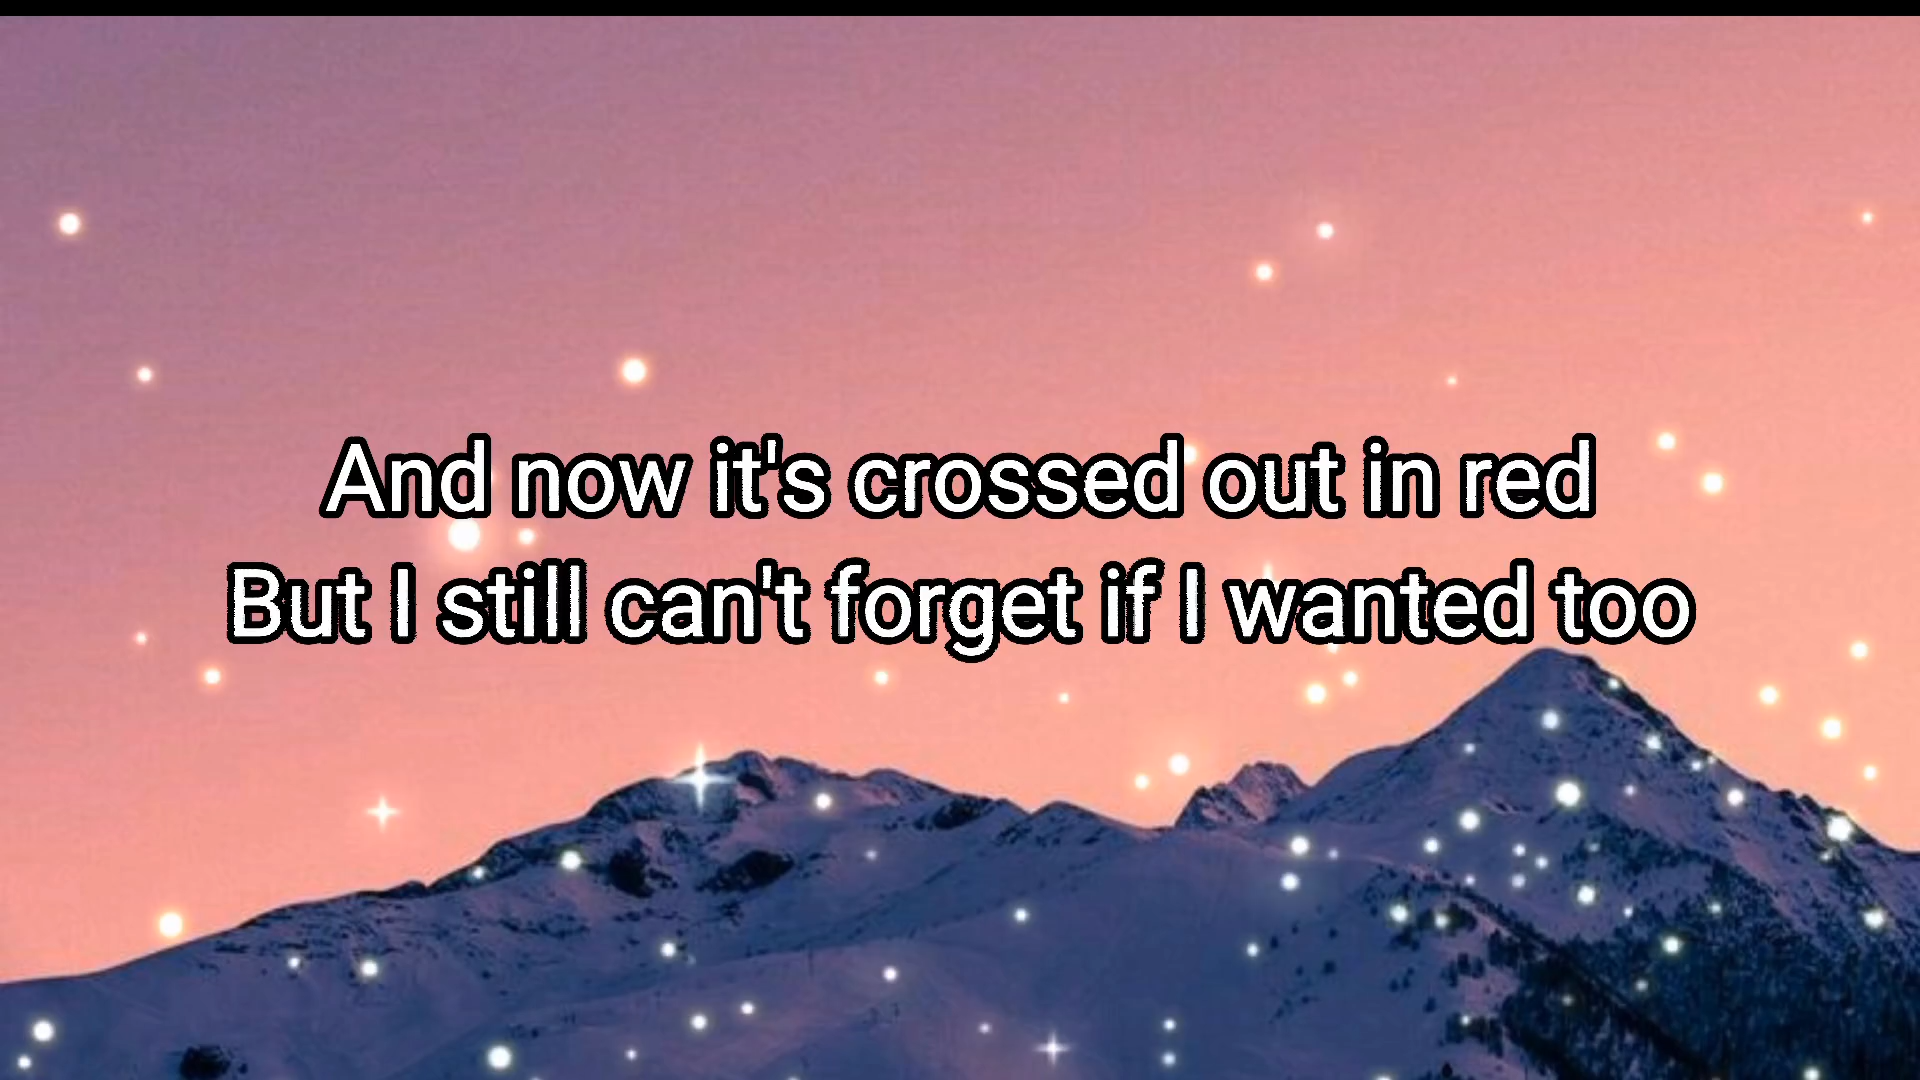 And now it's crossed out in red
But I still can't forget if I wanted too